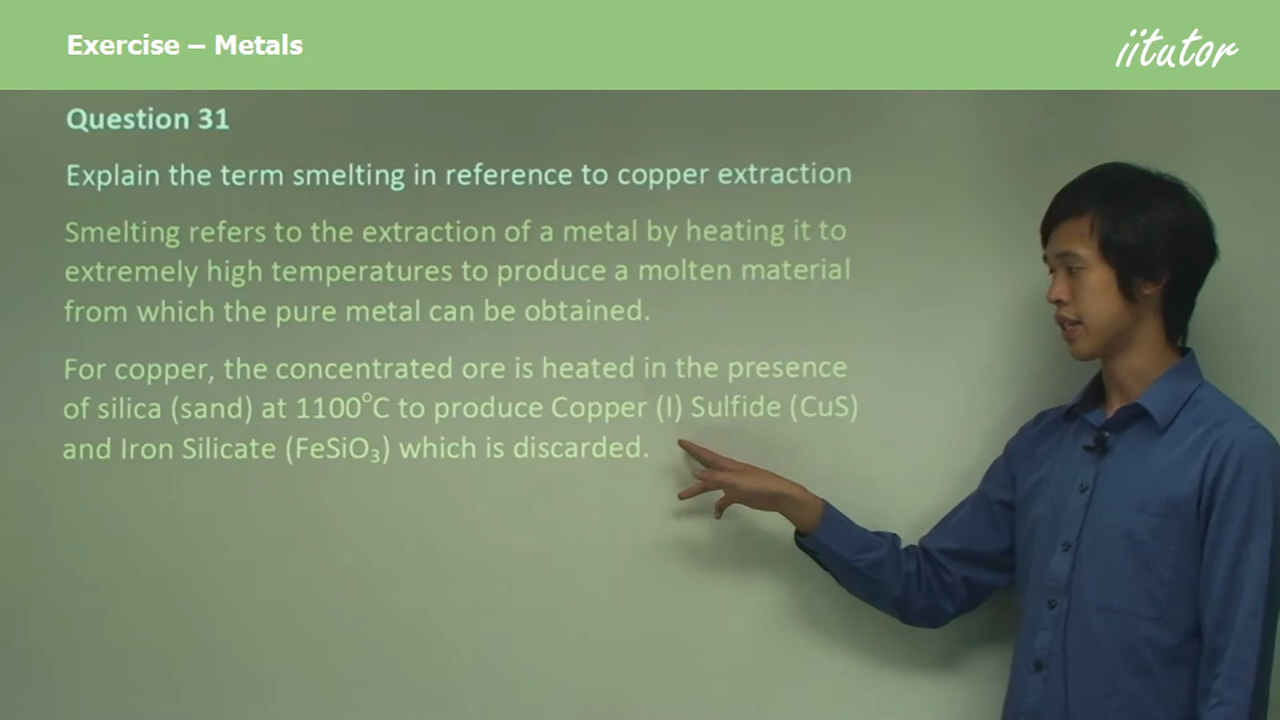 Exercise – Metals
iitutor
Question 31
Explain the term smelting in reference to copper extraction
Smelting refers to the extraction of a metal by heating it to
extremely high temperatures to produce a molten material
from which the pure metal can be obtained.
For copper, the concentrated ore is heated in the presence
of silica (sand) at 1100°C to produce Copper (I) Sulfide (CuS)
and Iron Silicate (FeSiO₃) which is discarded.